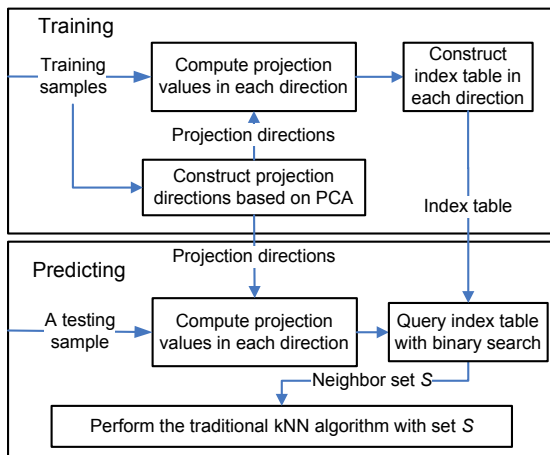 Training
Training
samples
Compute projection
values in each direction
Construct
index table in
each direction
Projection directions
Construct projection
directions based on PCA
Index table
Projection directions
Predicting
A testing
sample
Compute projection
values in each direction
Query index table
with binary search
Neighbor set S
Perform the traditional kNN algorithm with set S